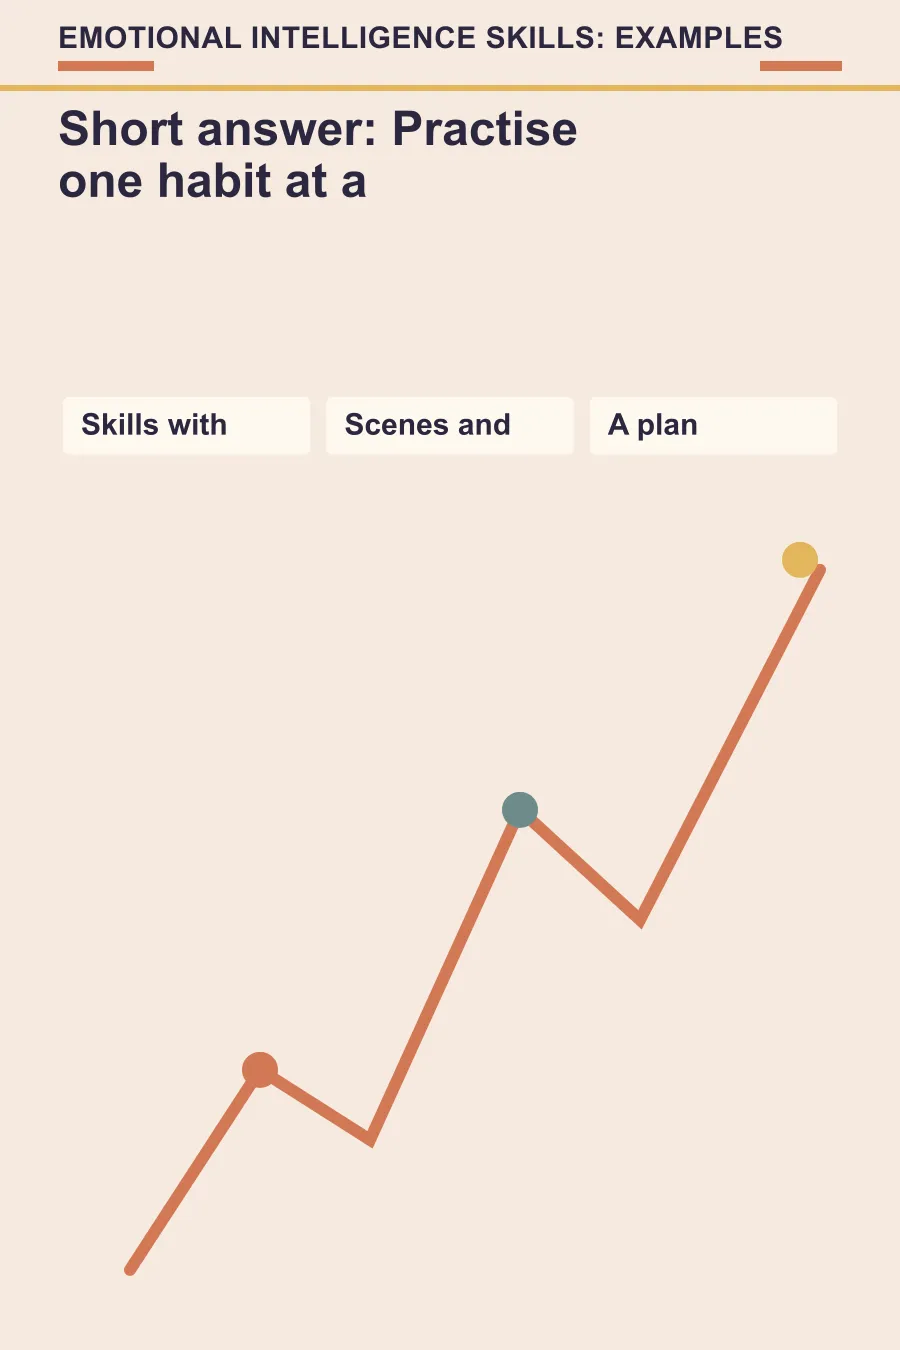 EMOTIONAL INTELLIGENCE SKILLS: EXAMPLES
Short answer: Practise
one habit at a
Skills with
Scenes and
A plan